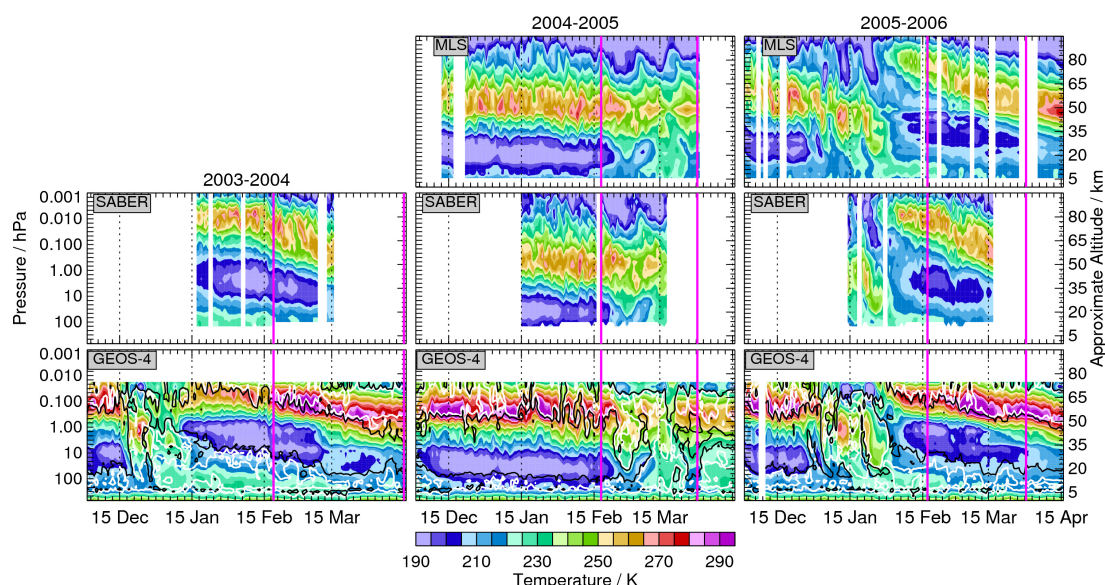 2004-2005
2005-2006
MLS
MLS
80
65
50
35
20
5
2003-2004
SABER
SABER
SABER
0.001
0.010
0.100
1.00
10
100
80
65
50
35
20
5
Pressure / hPa
Approximate Altitude / km
GEOS-4
GEOS-4
GEOS-4
0.001
0.010
0.100
1.00
10
100
80
65
50
35
20
5
15 Dec 15 Jan 15 Feb 15 Mar
15 Dec 15 Jan 15 Feb 15 Mar
15 Dec 15 Jan 15 Feb 15 Mar 15 Apr
190 210 230 250 270 290
Temperature / K